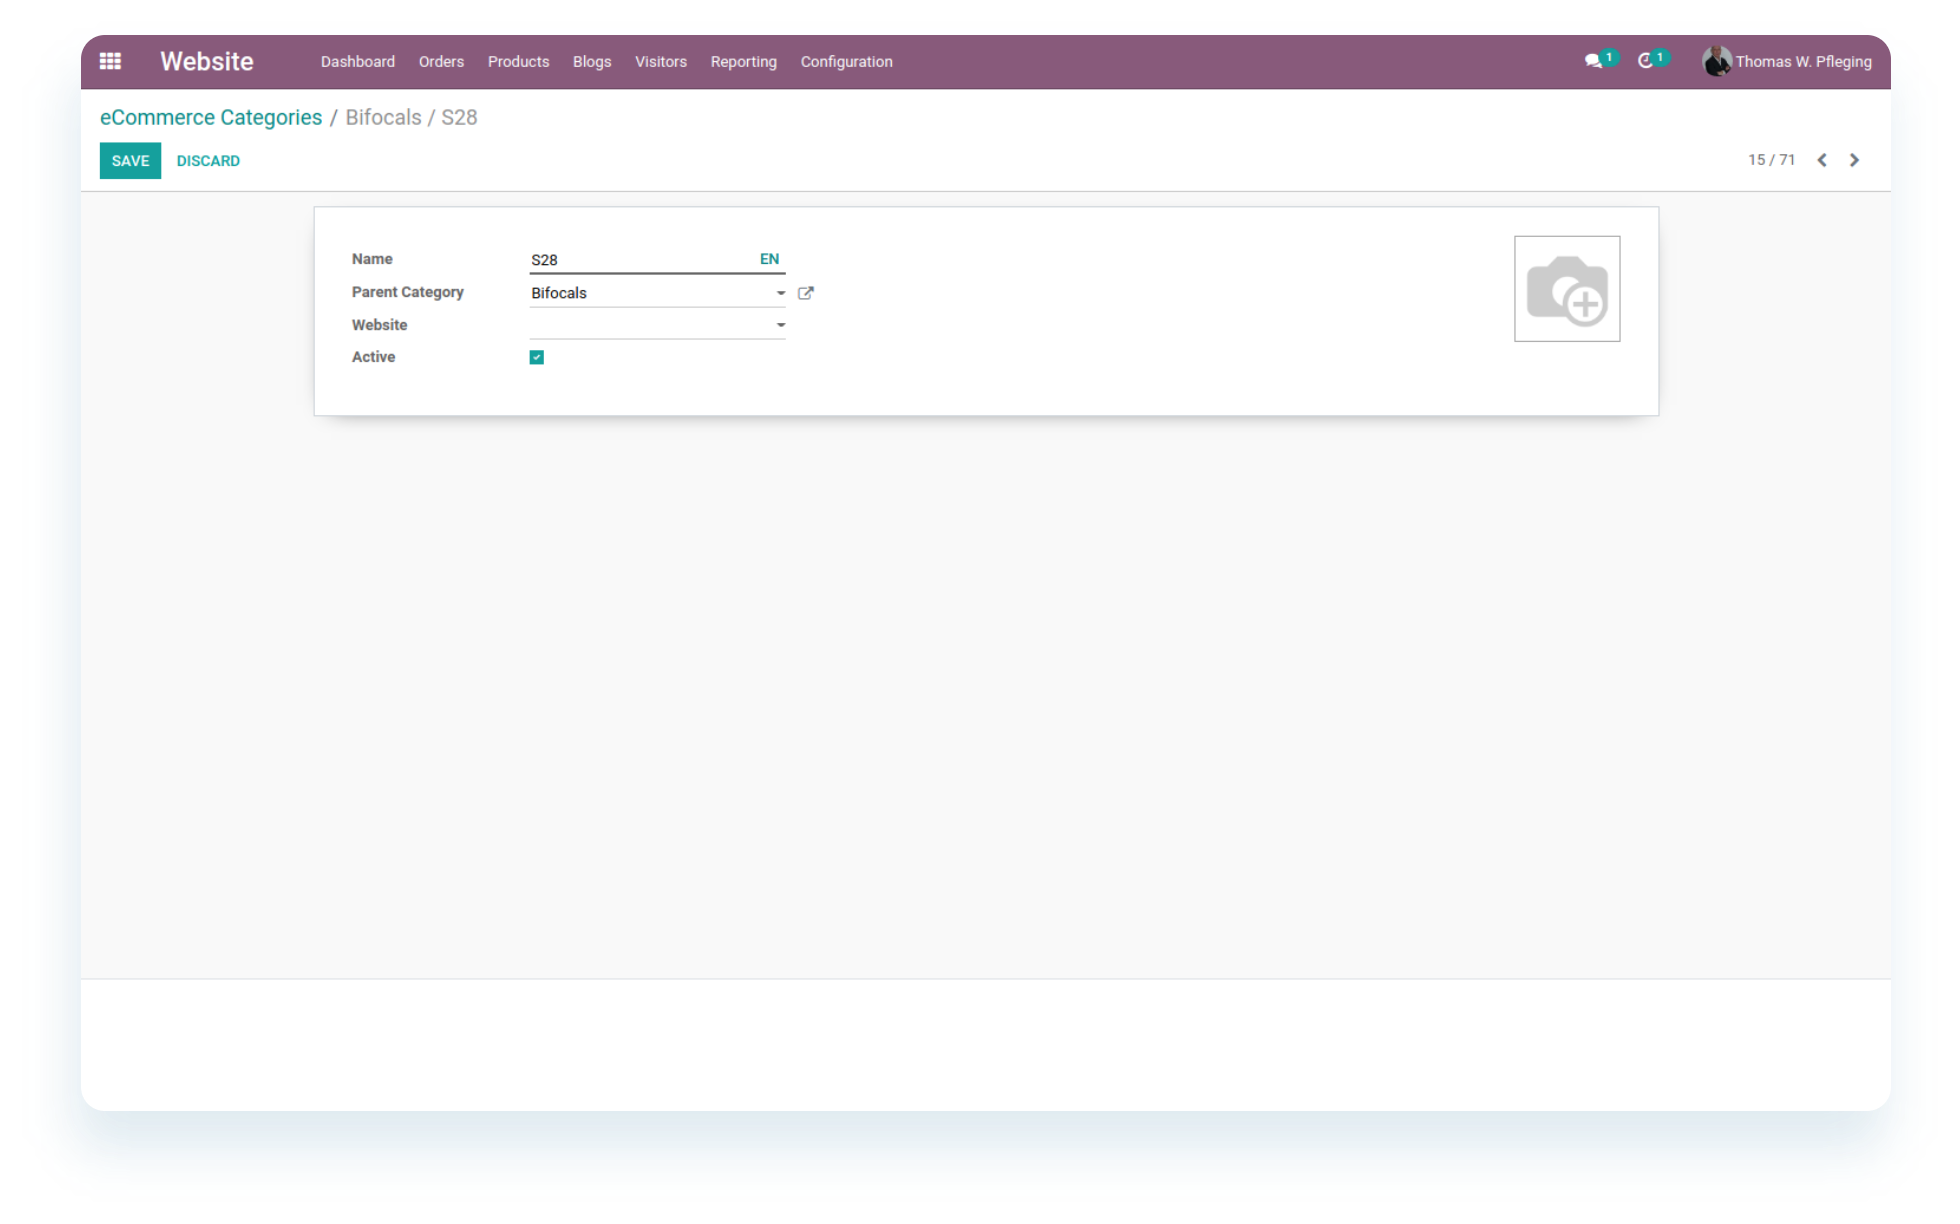 Website Dashboard Orders Products Blogs Visitors Reporting Configuration 1 1 Thomas W. Pfleging
eCommerce Categories / Bifocals / S28
SAVE DISCARD 15 / 71
Name S28 EN
Parent Category Bifocals
Website
Active